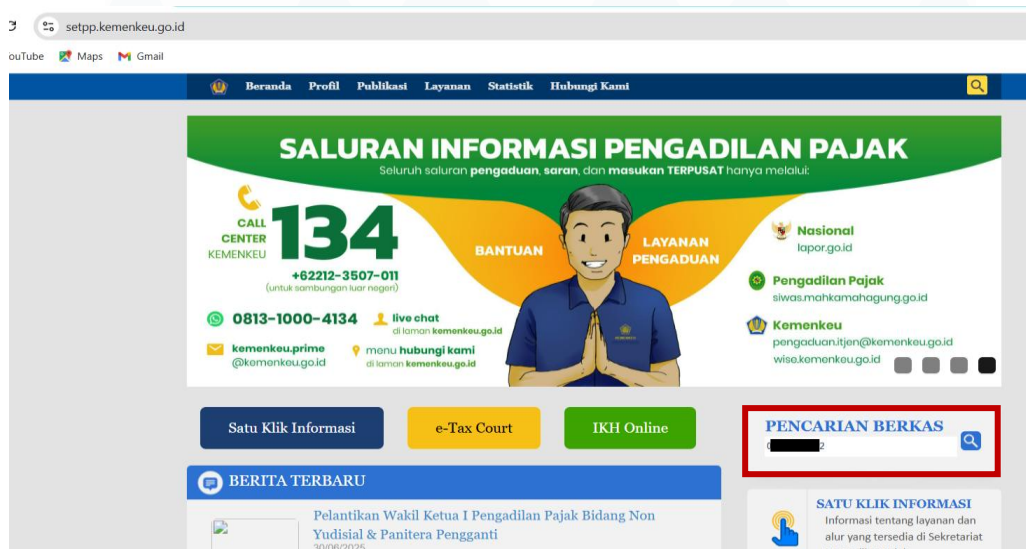 setpp.kemenkeu.go.id
ouTube Maps Gmail
Beranda Profil Publikasi Layanan Statistik Hubungi Kami
SALURAN INFORMASI PENGADILAN PAJAK
Seluruh saluran pengaduan, saran, dan masukan TERPUSAT hanya melalui:
CALL
CENTER
KEMENKEU
134
+62212-3507-011
(untuk sambungan luar negeri)
0813-1000-4134
live chat
di laman kemenkeu.go.id
kemenkeu.prime
@kemenkeu.go.id
menu hubungi kami
di laman kemenkeu.go.id
BANTUAN
LAYANAN
PENGADUAN
Nasional
lapor.go.id
Pengadilan Pajak
siwas.mahkamahagung.go.id
Kemenkeu
pengaduan.itjen@kemenkeu.go.id
wise.kemenkeu.go.id
Satu Klik Informasi
e-Tax Court
IKH Online
PENCARIAN BERKAS
2
BERITA TERBARU
Pelantikan Wakil Ketua I Pengadilan Pajak Bidang Non
Yudisial & Panitera Pengganti
30/06/2025
SATU KLIK INFORMASI
Informasi tentang layanan dan
alur yang tersedia di Sekretariat